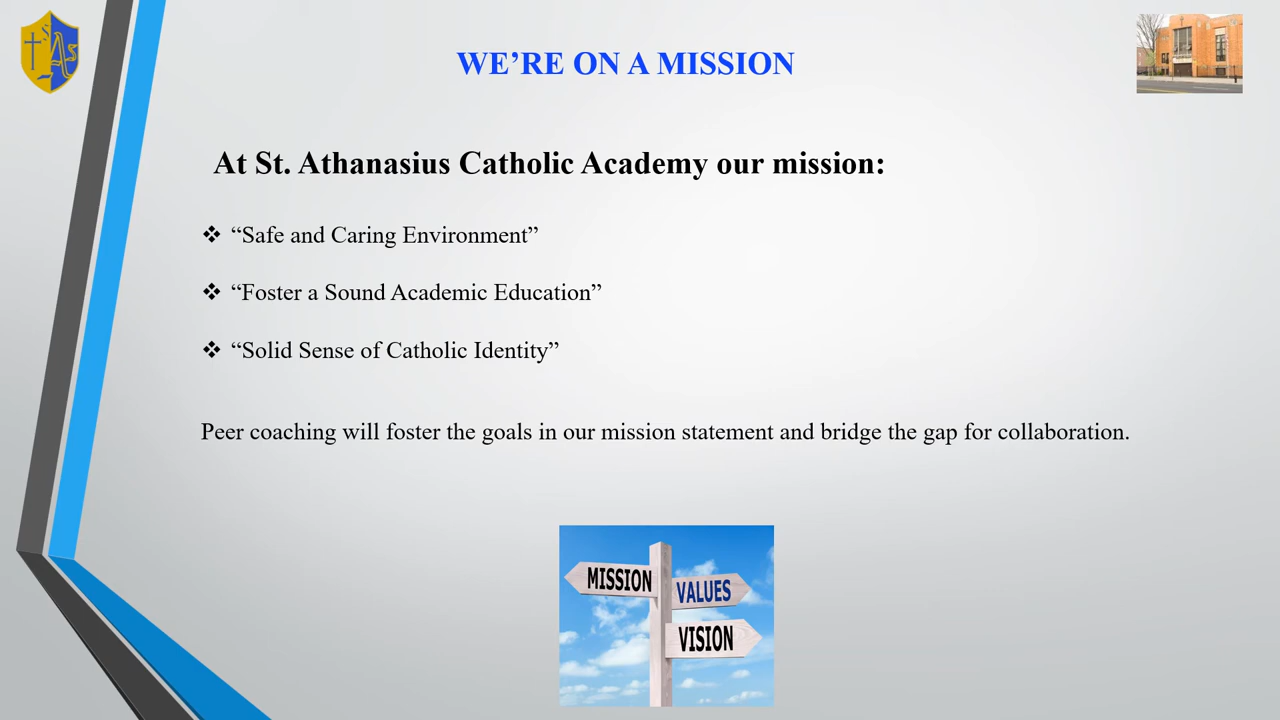 WE’RE ON A MISSION
At St. Athanasius Catholic Academy our mission:
❖ “Safe and Caring Environment”
❖ “Foster a Sound Academic Education”
❖ “Solid Sense of Catholic Identity”
Peer coaching will foster the goals in our mission statement and bridge the gap for collaboration.
MISSION
VALUES
VISION